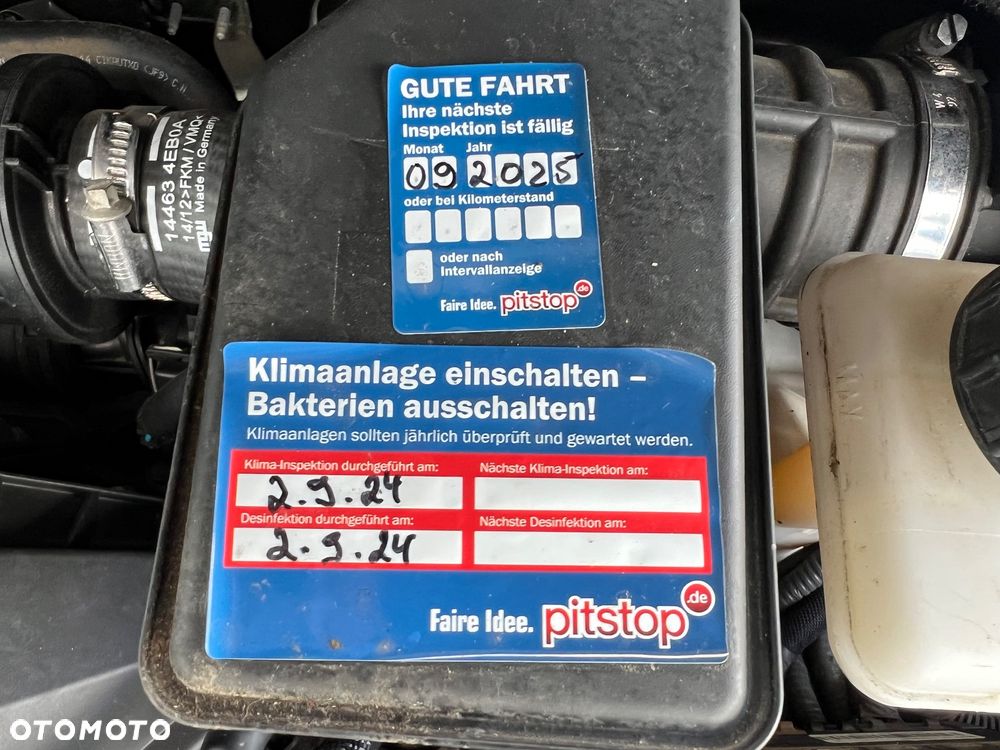 CIKPUTXO (JF9) C.H
14463 4EB0A
14/12>FKM/VMQ<
Made in Germany
GUTE FAHRT
Ihre nächste
Inspektion ist fällig
Monat Jahr
09 2025
oder bei Kilometerstand
oder nach
Intervallanzeige
Faire Idee. pitstop.de
Klimaanlage einschalten –
Bakterien ausschalten!
Klimaanlagen sollten jährlich überprüft und gewartet werden.
Klima-Inspektion durchgeführt am: Nächste Klima-Inspektion am:
2.9.24
Desinfektion durchgeführt am: Nächste Desinfektion am:
2.9.24
Faire Idee. pitstop.de
MAX
OTOMOTO